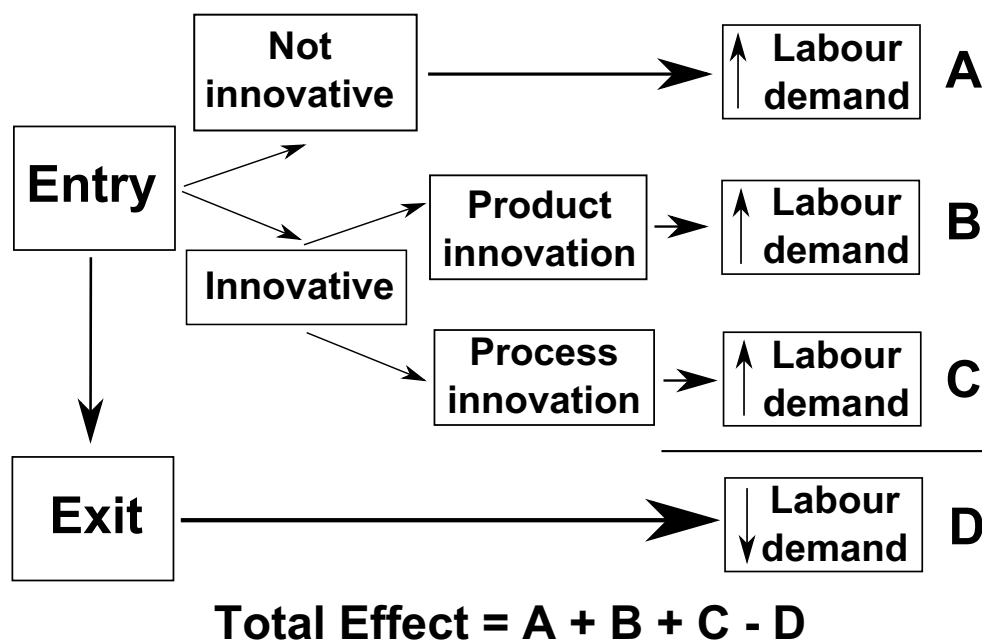 Not
innovative
Labour
demand
A
Entry
Product
innovation
Labour
demand
B
Innovative
Process
innovation
Labour
demand
C
Exit
Labour
demand
D
Total Effect = A + B + C - D